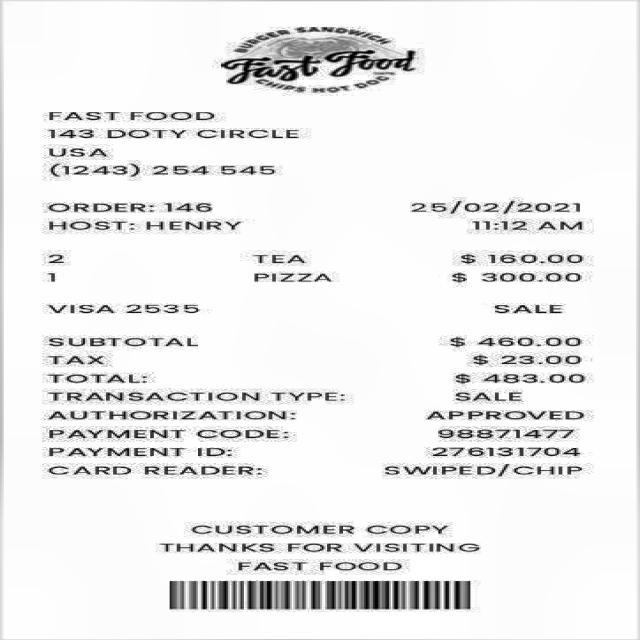 BURGER SANDWICH
Fast Food
CHIPS HOT DOG
FAST FOOD
143 DOTY CIRCLE
USA
(1243) 254 545
ORDER: 146 25/02/2021
HOST: HENRY 11:12 AM
2 TEA $ 160.00
1 PIZZA $ 300.00
VISA 2535 SALE
SUBTOTAL $ 460.00
TAX $ 23.00
TOTAL: $ 483.00
TRANSACTION TYPE: SALE
AUTHORIZATION: APPROVED
PAYMENT CODE: 98871477
PAYMENT ID: 276131704
CARD READER: SWIPED/CHIP
CUSTOMER COPY
THANKS FOR VISITING
FAST FOOD